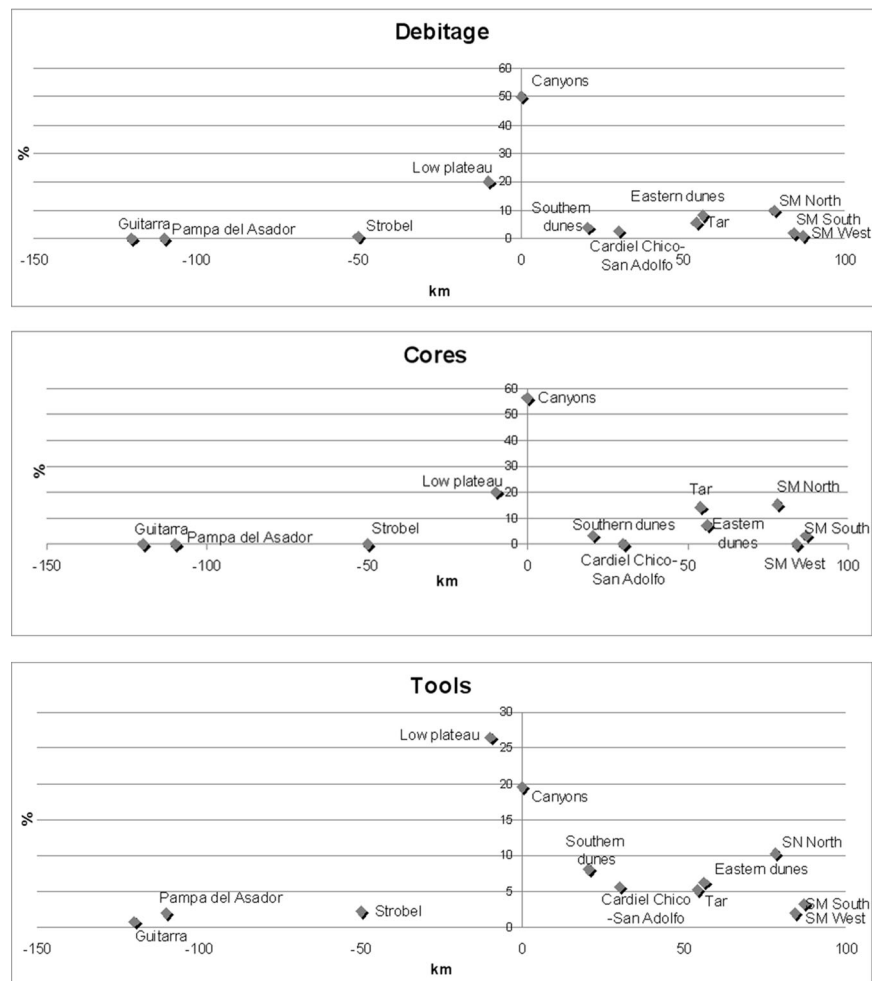 Debitage
60
Canyons
50
40
%
30
Low plateau
20
Eastern dunes
SM North
Southern
dunes
10
Guitarra
Pampa del Asador
Strobel
Tar
SM South
SM West
0
Cardiel Chico-
San Adolfo
-150
-100
-50
0
50
100
km
Cores
60
Canyons
50
40
%
30
Low plateau
20
Tar
SM North
10
Guitarra
Pampa del Asador
Strobel
Southern dunes
Eastern
dunes
SM South
0
Cardiel Chico-
San Adolfo
SM West
-150
-100
-50
0
50
100
km
Tools
30
Low plateau
25
20
Canyons
%
15
Southern
dunes
SN North
10
Eastern dunes
Pampa del Asador
Strobel
5
Cardiel Chico
-San Adolfo
Tar
SM South
SM West
Guitarra
0
-150
-100
-50
0
50
100
km